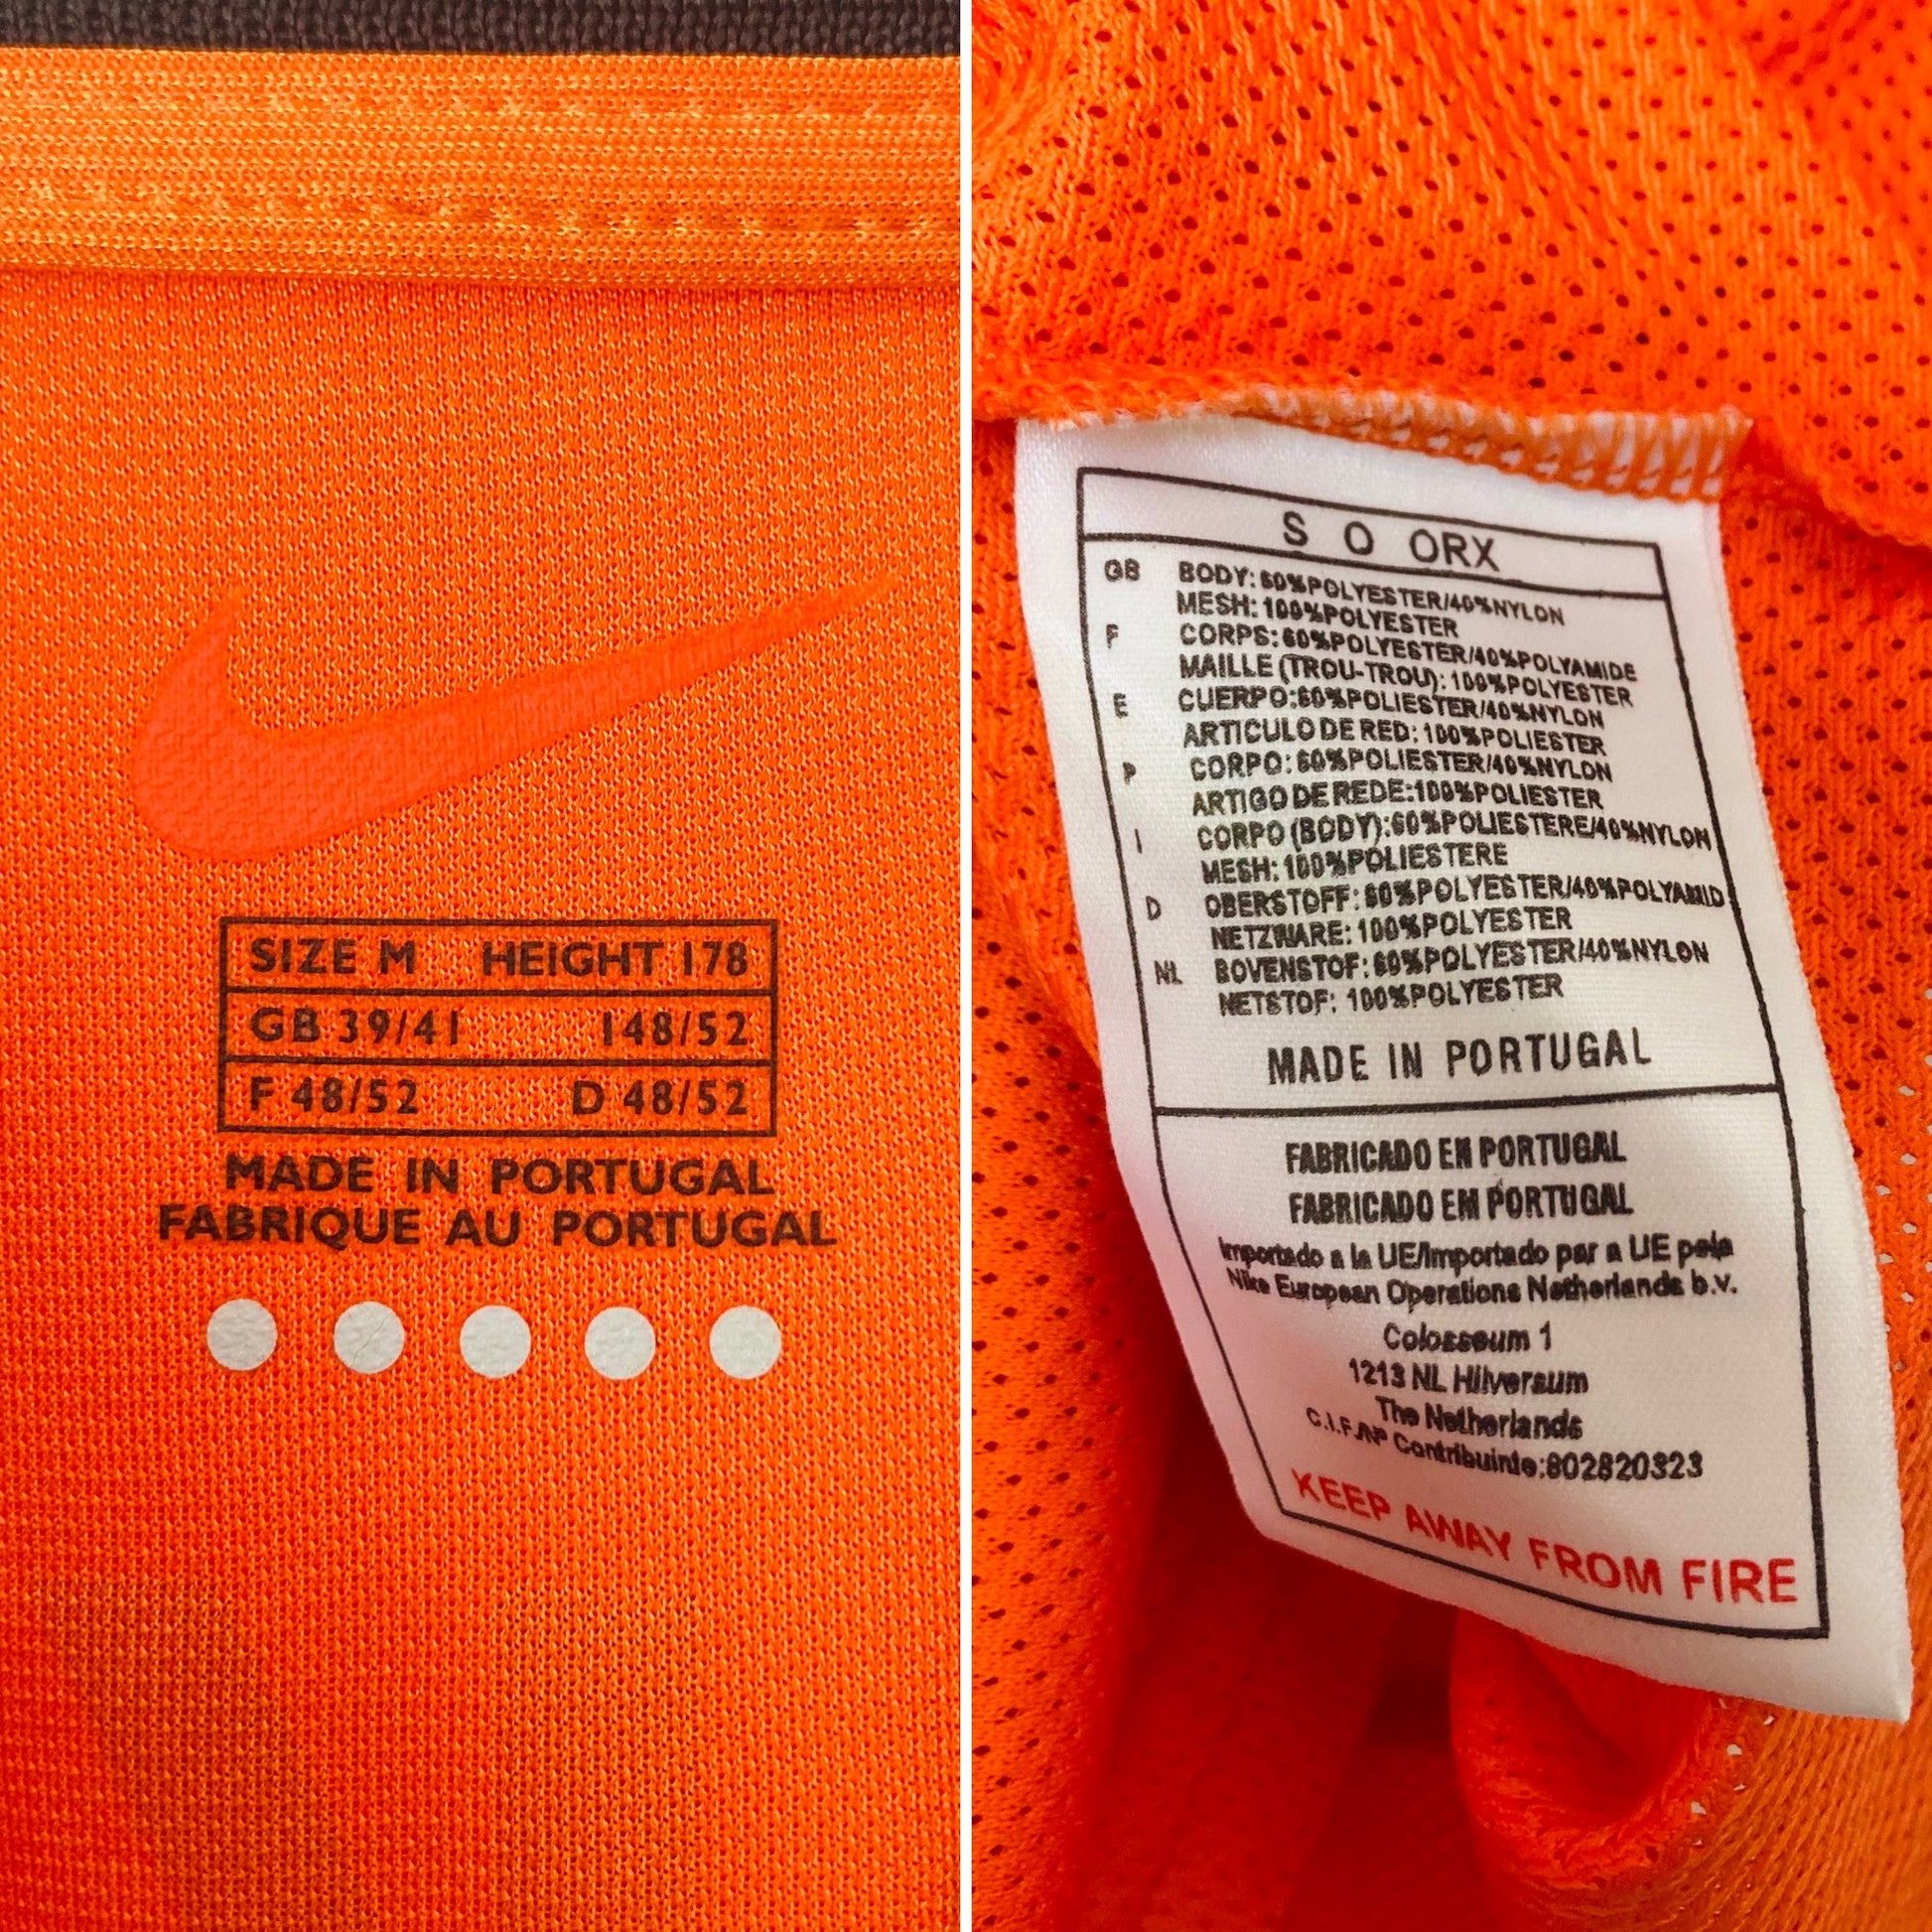 SIZE M HEIGHT 178
GB 39/41 I48/52
F 48/52 D 48/52
MADE IN PORTUGAL
FABRIQUE AU PORTUGAL
S O ORX
GB BODY: 60%POLYESTER/40%NYLON
MESH: 100%POLYESTER
F CORPS: 60%POLYESTER/40%POLYAMIDE
MAILLE (TROU-TROU): 100%POLYESTER
E CUERPO:60%POLIESTER/40%NYLON
ARTICULO DE RED: 100%POLIESTER
P CORPO: 60%POLIESTER/40%NYLON
ARTIGO DE REDE:100%POLIESTER
I CORPO (BODY):60%POLIESTERE/40%NYLON
MESH: 100%POLIESTERE
D OBERSTOFF: 60%POLYESTER/40%POLYAMID
NETZWARE: 100%POLYESTER
NL BOVENSTOF: 60%POLYESTER/40%NYLON
NETSTOF: 100%POLYESTER
MADE IN PORTUGAL
FABRICADO EN PORTUGAL
FABRICADO EM PORTUGAL
Importado a la UE/Importado par a UE pela
Nike European Operations Netherlands b.v.
Colosseum 1
1213 NL Hilversum
The Netherlands
C.I.F./Nº Contribuinte:802820323
KEEP AWAY FROM FIRE